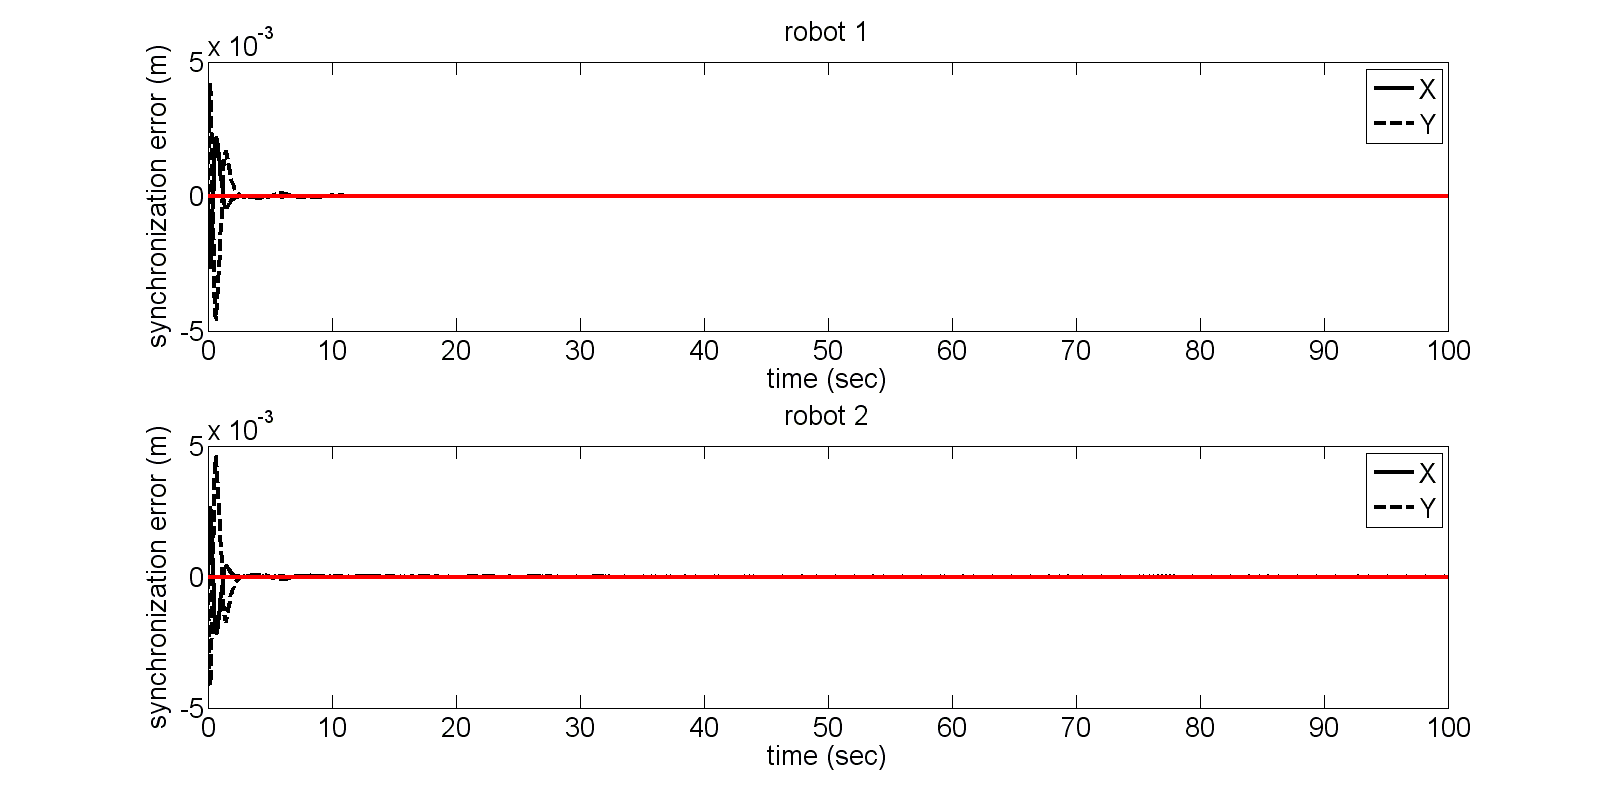 robot 1
x 10-3
synchronization error (m)
5
0
-5
X
Y
0 10 20 30 40 50 60 70 80 90 100
time (sec)
robot 2
x 10-3
synchronization error (m)
5
0
-5
X
Y
0 10 20 30 40 50 60 70 80 90 100
time (sec)